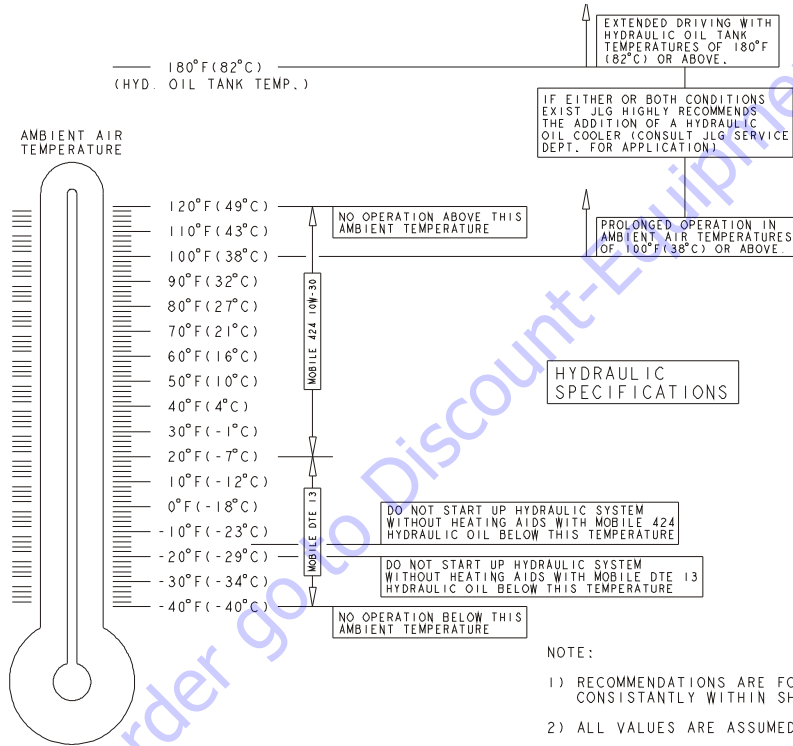 EXTENDED DRIVING WITH
HYDRAULIC OIL TANK
TEMPERATURES OF 180°F
(82°C) OR ABOVE.
180°F(82°C)
(HYD. OIL TANK TEMP.)
IF EITHER OR BOTH CONDITIONS
EXIST JLG HIGHLY RECOMMENDS
THE ADDITION OF A HYDRAULIC
OIL COOLER (CONSULT JLG SERVICE
DEPT. FOR APPLICATION)
AMBIENT AIR
TEMPERATURE
120°F(49°C)
NO OPERATION ABOVE THIS
AMBIENT TEMPERATURE
PROLONGED OPERATION IN
AMBIENT AIR TEMPERATURES
OF 100°F(38°C) OR ABOVE.
110°F(43°C)
100°F(38°C)
90°F(32°C)
80°F(27°C)
70°F(21°C)
60°F(16°C)
50°F(10°C)
40°F(4°C)
30°F(-1°C)
20°F(-7°C)
10°F(-12°C)
0°F(-18°C)
-10°F(-23°C)
-20°F(-29°C)
-30°F(-34°C)
-40°F(-40°C)
MOBILE 424 10W-30
MOBILE DTE 13
HYDRAULIC
SPECIFICATIONS
DO NOT START UP HYDRAULIC SYSTEM
WITHOUT HEATING AIDS WITH MOBILE 424
HYDRAULIC OIL BELOW THIS TEMPERATURE
DO NOT START UP HYDRAULIC SYSTEM
WITHOUT HEATING AIDS WITH MOBILE DTE 13
HYDRAULIC OIL BELOW THIS TEMPERATURE
NO OPERATION BELOW THIS
AMBIENT TEMPERATURE
NOTE:
1) RECOMMENDATIONS ARE
CONSISTANTLY WITHIN
2) ALL VALUES ARE ASSUMED
go to Discount-Equipme